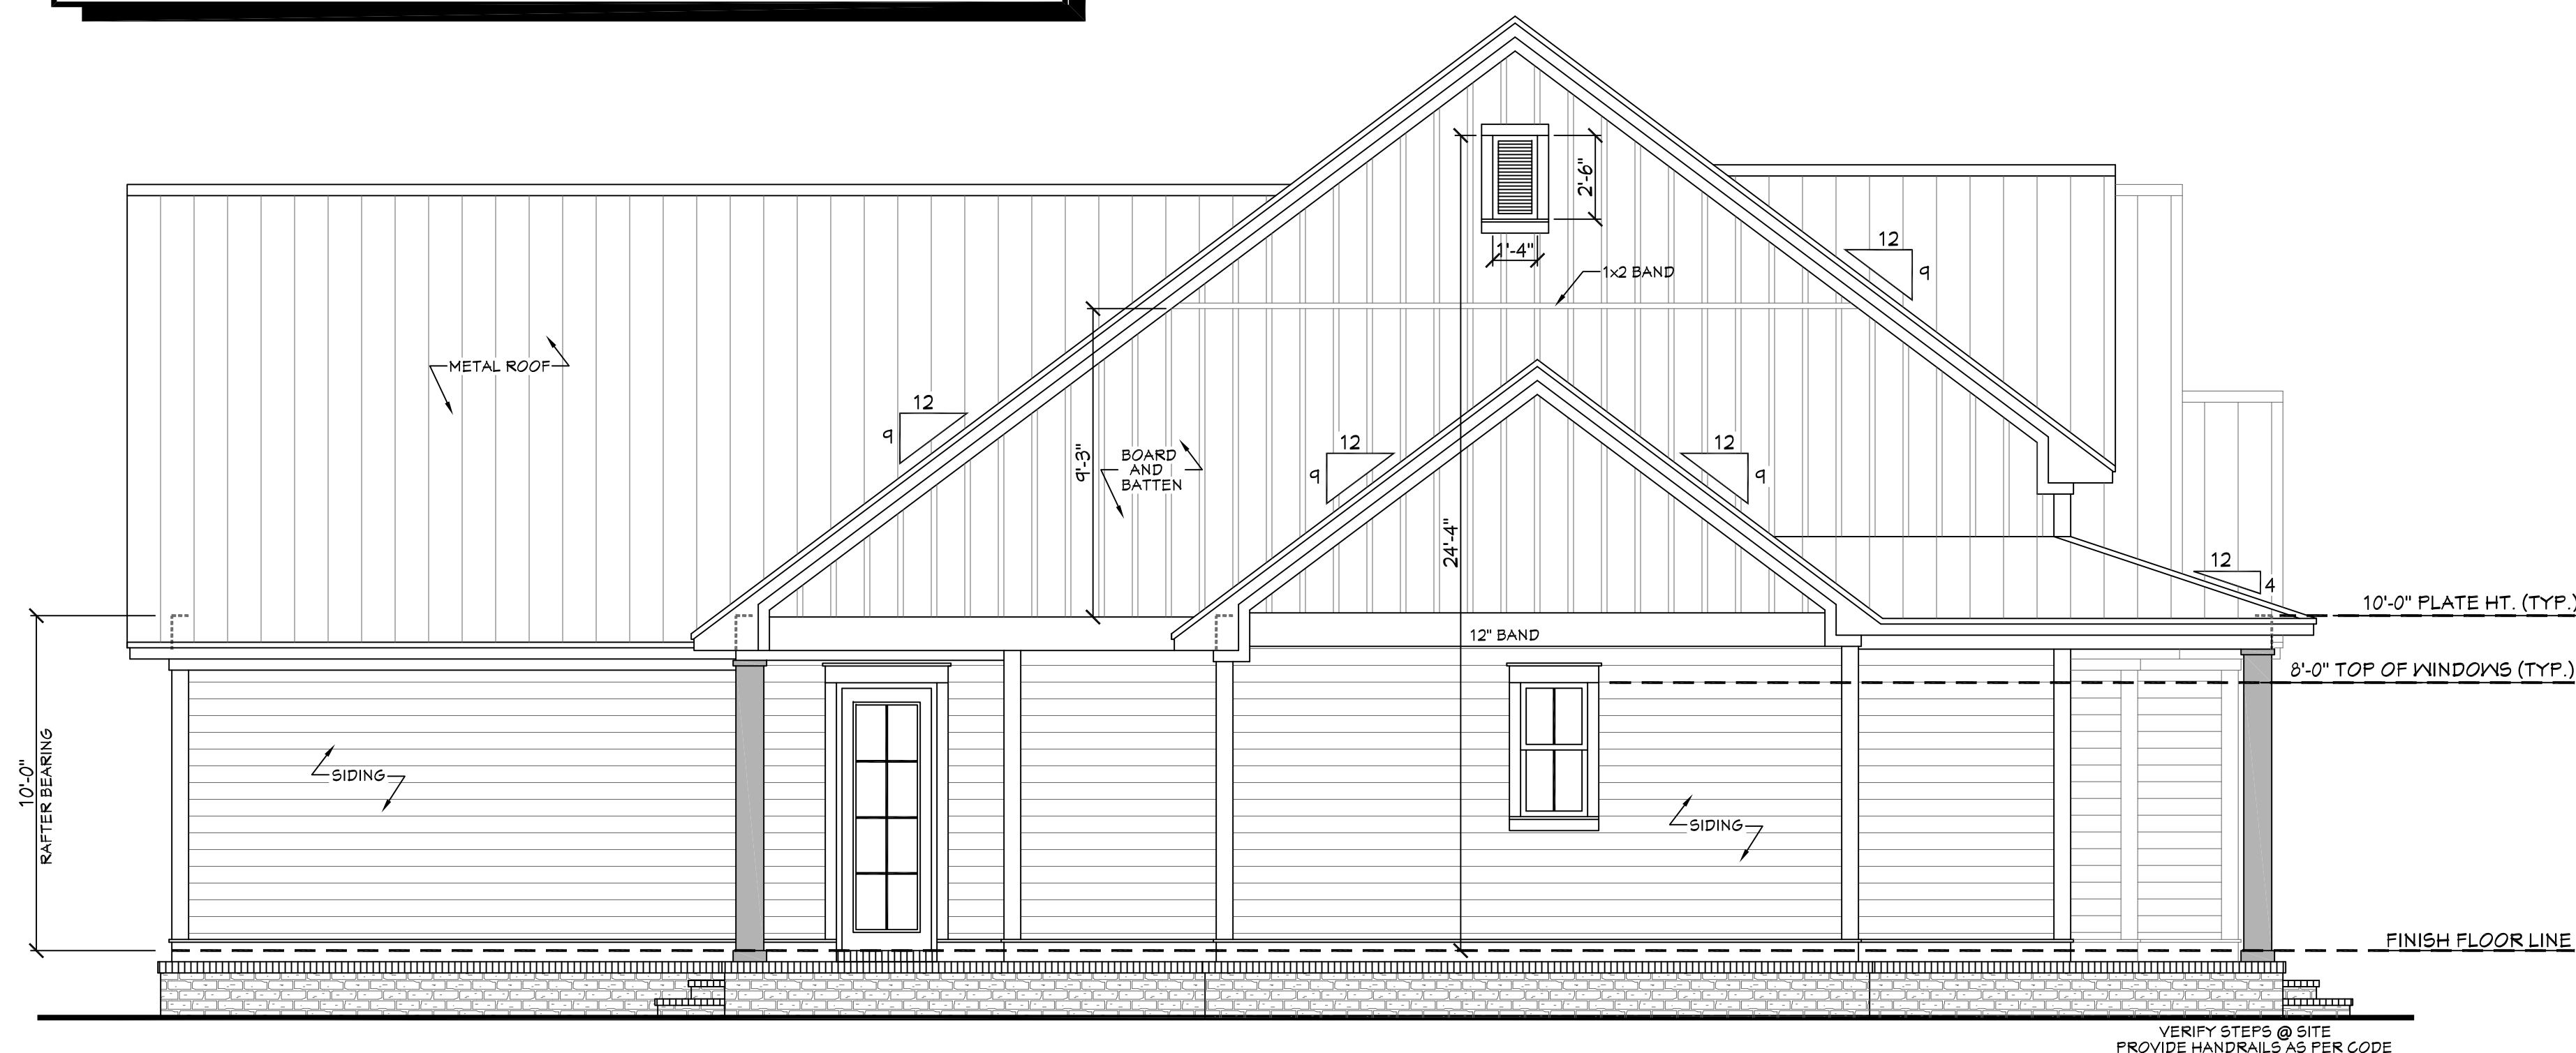 2'-6"
1'-4"
12
9
1x2 BAND
METAL ROOF
12
9
9'-3"
BOARD
AND
BATTEN
12
9
12
9
24'-4"
12
4
10'-0" PLATE HT. (TYP.)
12" BAND
8'-0" TOP OF WINDOWS (TYP.)
10'-0"
RAFTER BEARING
SIDING
SIDING
FINISH FLOOR LINE
VERIFY STEPS @ SITE
PROVIDE HANDRAILS AS PER CODE